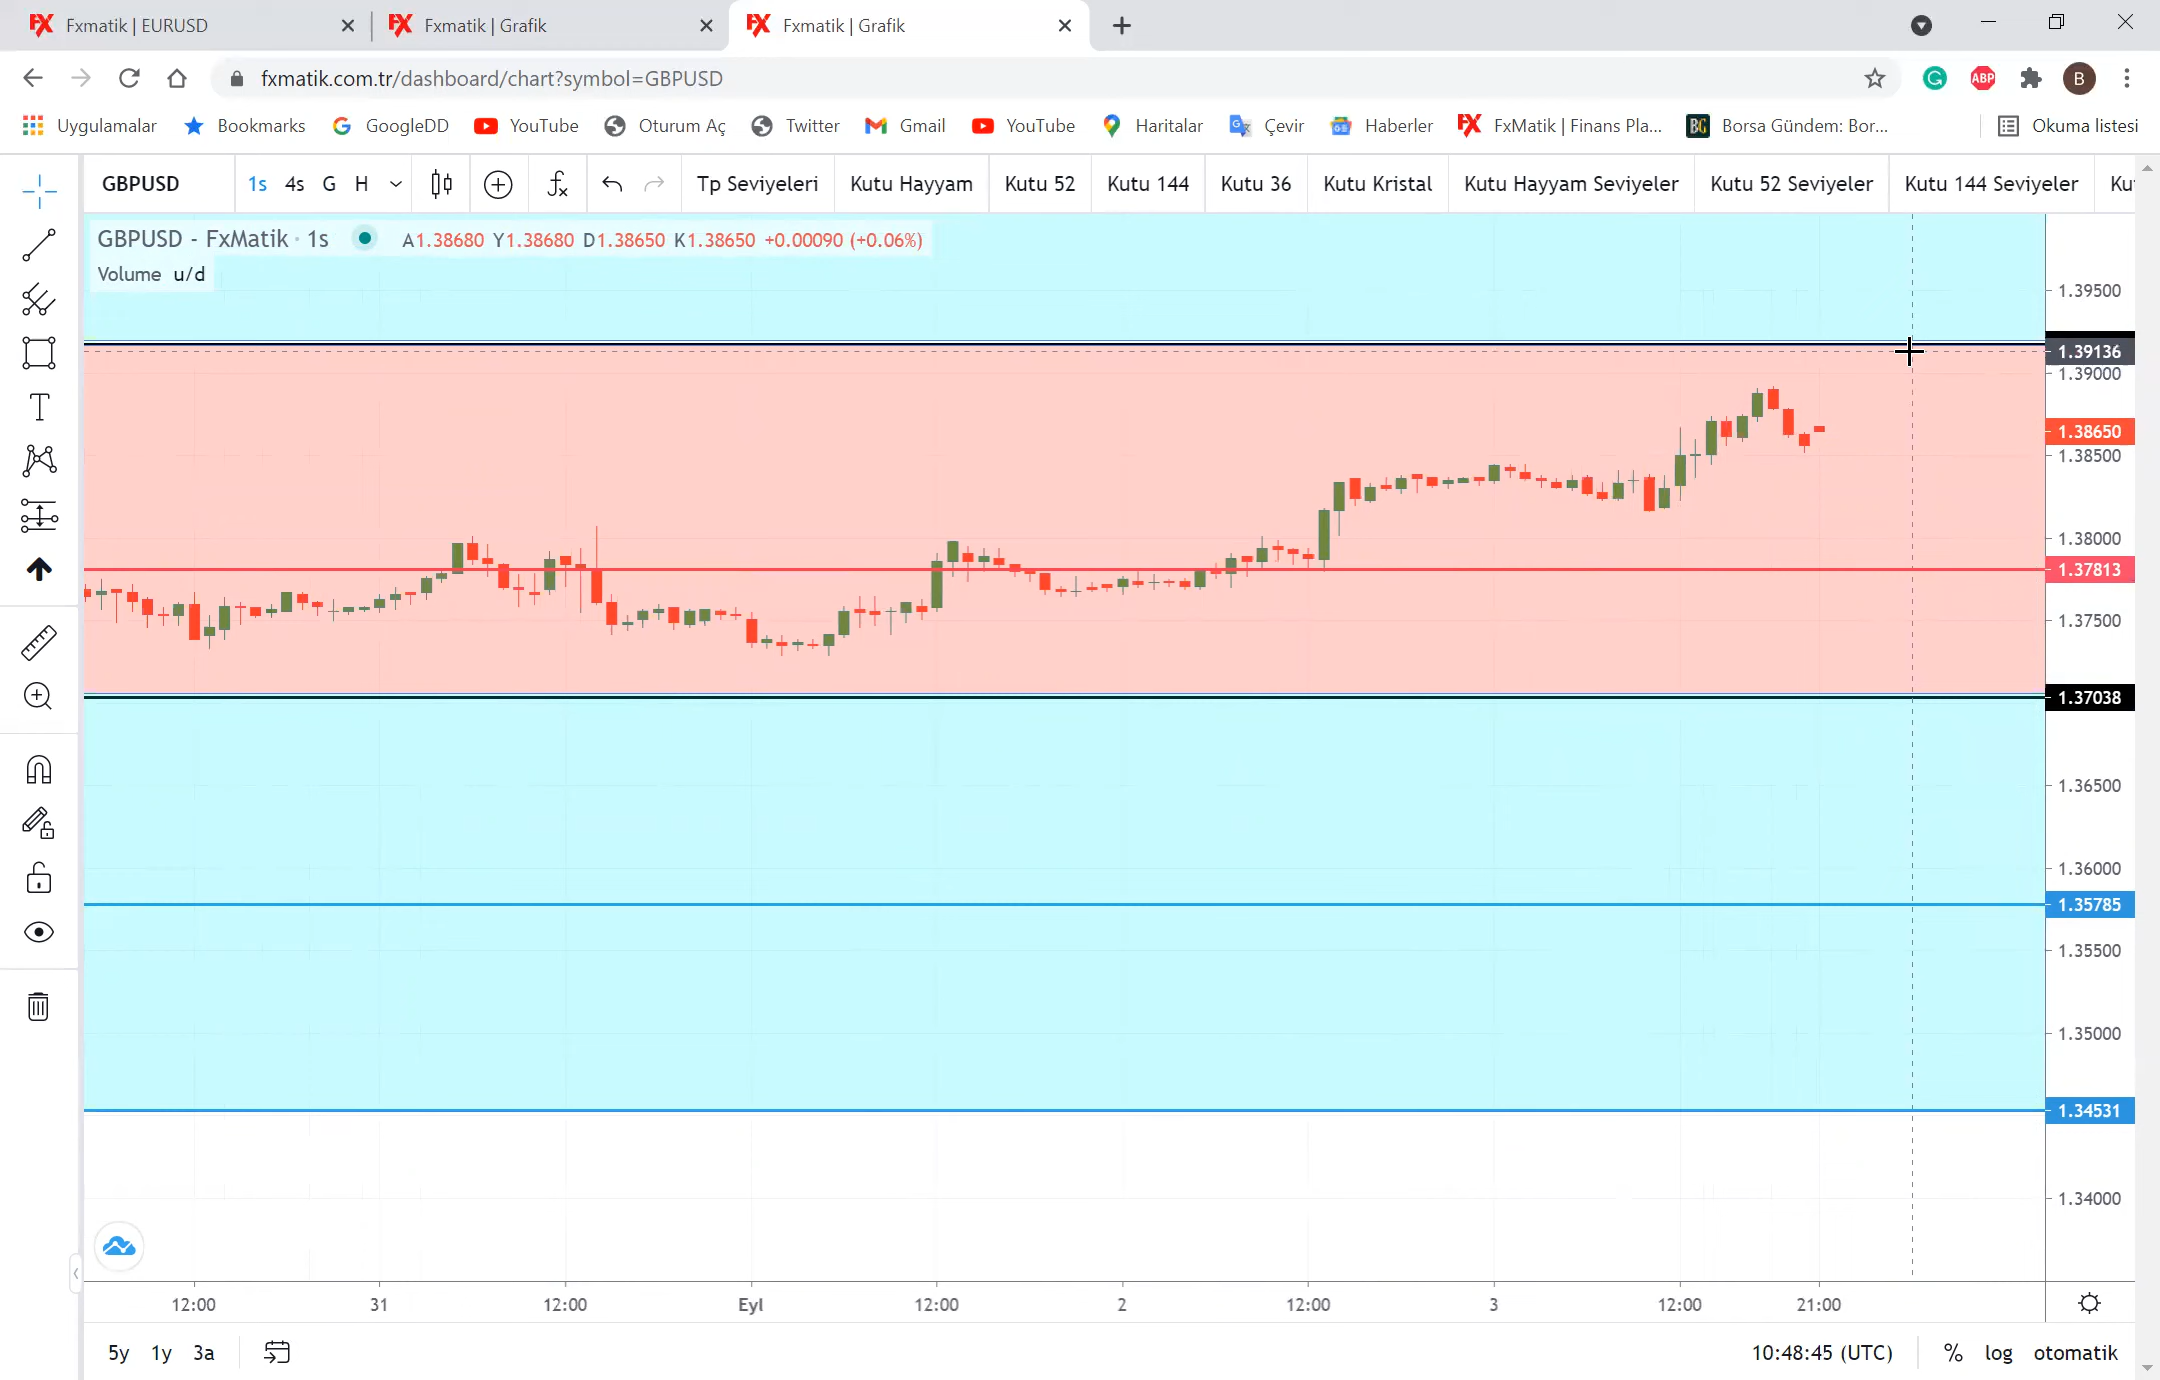 Fxmatik | EURUSD
Fxmatik | Grafik
Fxmatik | Grafik
fxmatik.com.tr/dashboard/chart?symbol=GBPUSD
ABP
B
Uygulamalar Bookmarks GoogleDD YouTube Oturum Aç Twitter Gmail YouTube Haritalar Çevir Haberler FxMatik | Finans Pla... Borsa Gündem: Bor... Okuma listesi
GBPUSD 1s 4s G H Tp Seviyeleri Kutu Hayyam Kutu 52 Kutu 144 Kutu 36 Kutu Kristal Kutu Hayyam Seviyeler Kutu 52 Seviyeler Kutu 144 Seviyeler Ku
GBPUSD - FxMatik · 1s A1.38680 Y1.38680 D1.38650 K1.38650 +0.00090 (+0.06%)
Volume u/d
1.39500
1.39136
1.39000
1.38650
1.38500
1.38000
1.37813
1.37500
1.37038
1.36500
1.36000
1.35785
1.35500
1.35000
1.34531
1.34000
12:00 31 12:00 Eyl 12:00 2 12:00 3 12:00 21:00
5y 1y 3a 10:48:45 (UTC) % log otomatik